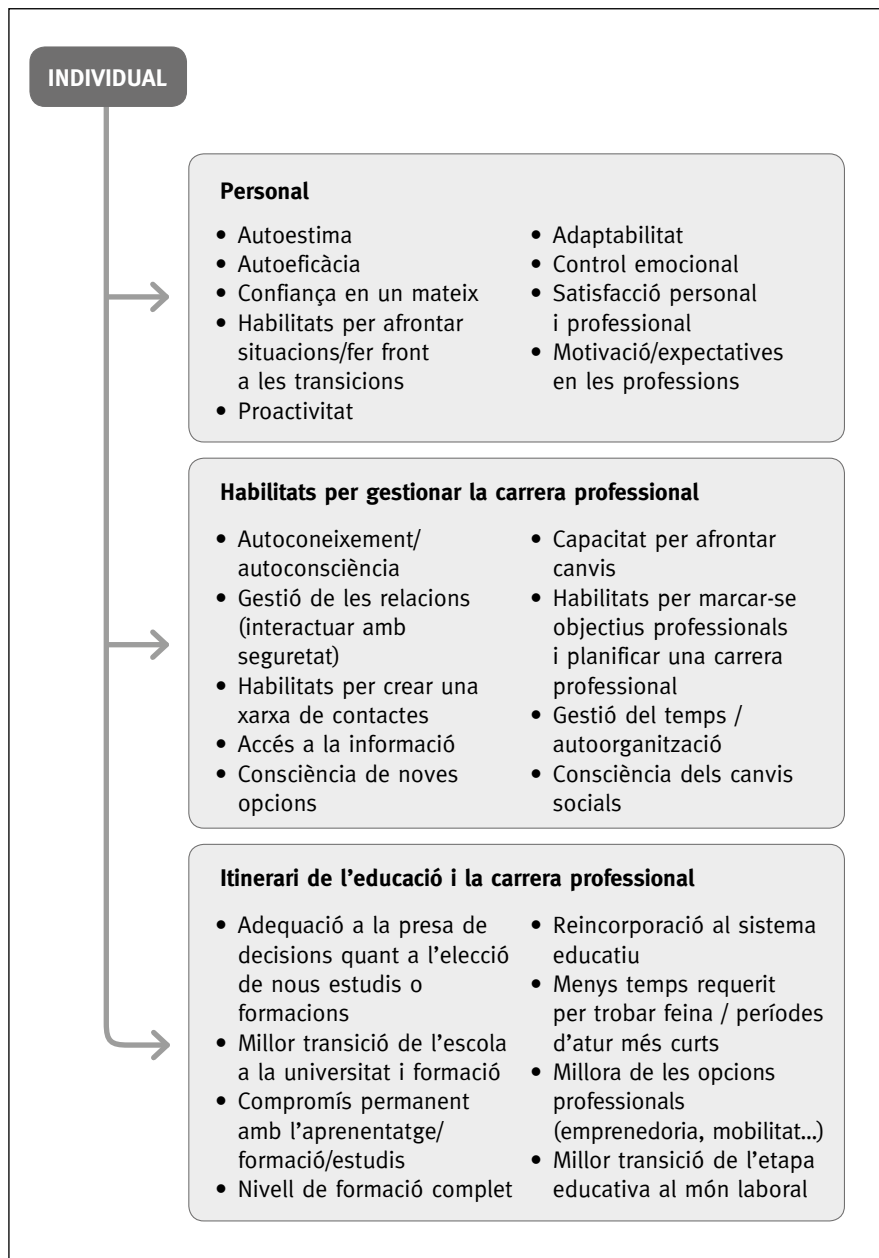 INDIVIDUAL
Personal
• Autoestima
• Autoeficàcia
• Confiança en un mateix
• Habilitats per afrontar
situacions/fer front
a les transicions
• Proactivitat
• Adaptabilitat
• Control emocional
• Satisfacció personal
i professional
• Motivació/expectatives
en les professions
Habilitats per gestionar la carrera professional
• Autoconeixement/
autoconsciència
• Gestió de les relacions
(interactuar amb
seguretat)
• Habilitats per crear una
xarxa de contactes
• Accés a la informació
• Consciència de noves
opcions
• Capacitat per afrontar
canvis
• Habilitats per marcar-se
objectius professionals
i planificar una carrera
professional
• Gestió del temps /
autoorganització
• Consciència dels canvis
socials
Itinerari de l’educació i la carrera professional
• Adequació a la presa de
decisions quant a l’elecció
de nous estudis o
formacions
• Millor transició de l’escola
a la universitat i formació
• Compromís permanent
amb l’aprenentatge/
formació/estudis
• Nivell de formació complet
• Reincorporació al sistema
educatiu
• Menys temps requerit
per trobar feina / períodes
d’atur més curts
• Millora de les opcions
professionals
(emprenedoria, mobilitat...)
• Millor transició de l’etapa
educativa al món laboral